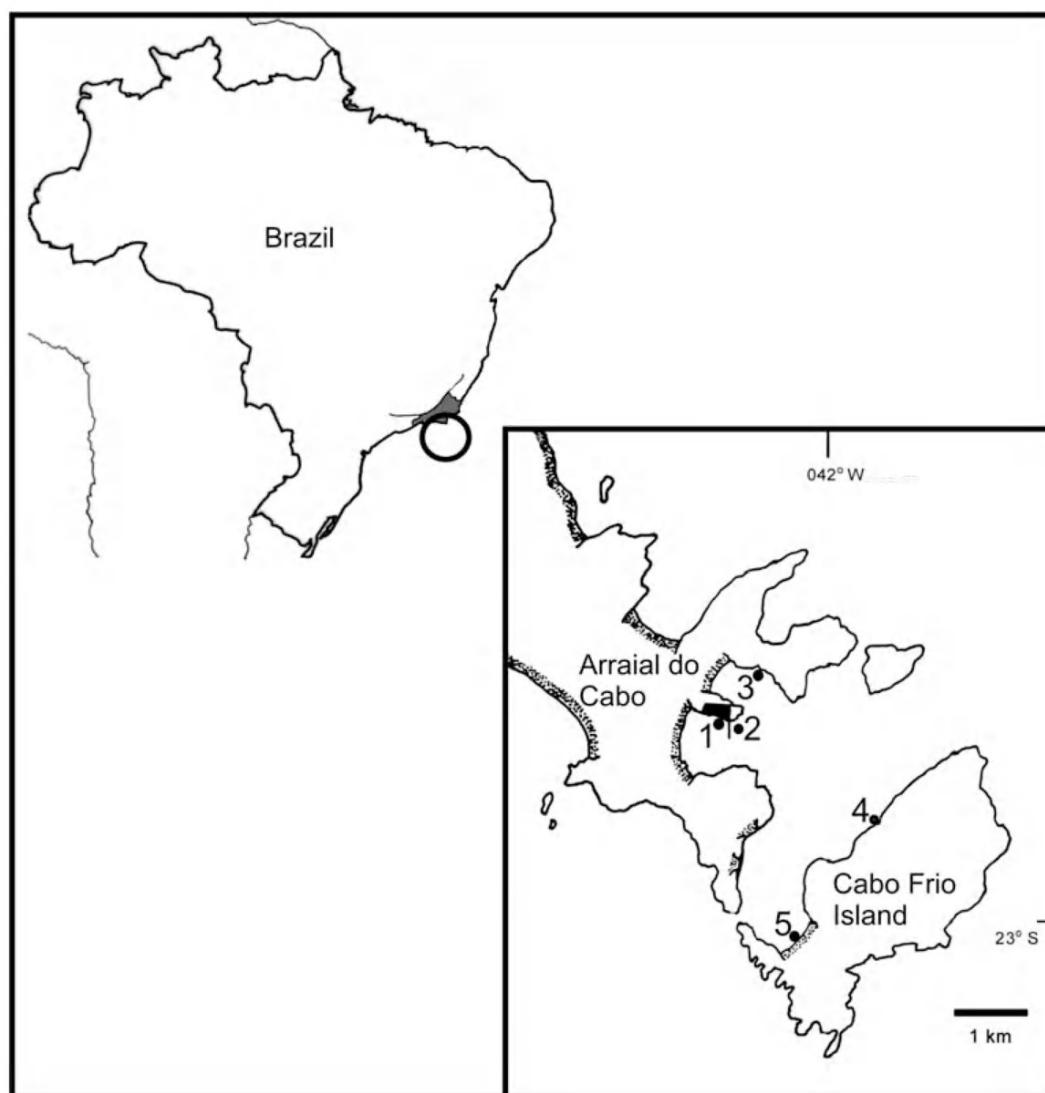 Brazil
042° W
Arraial do
Cabo
3
1
2
4
Cabo Frio
Island
5
23° S
1 km